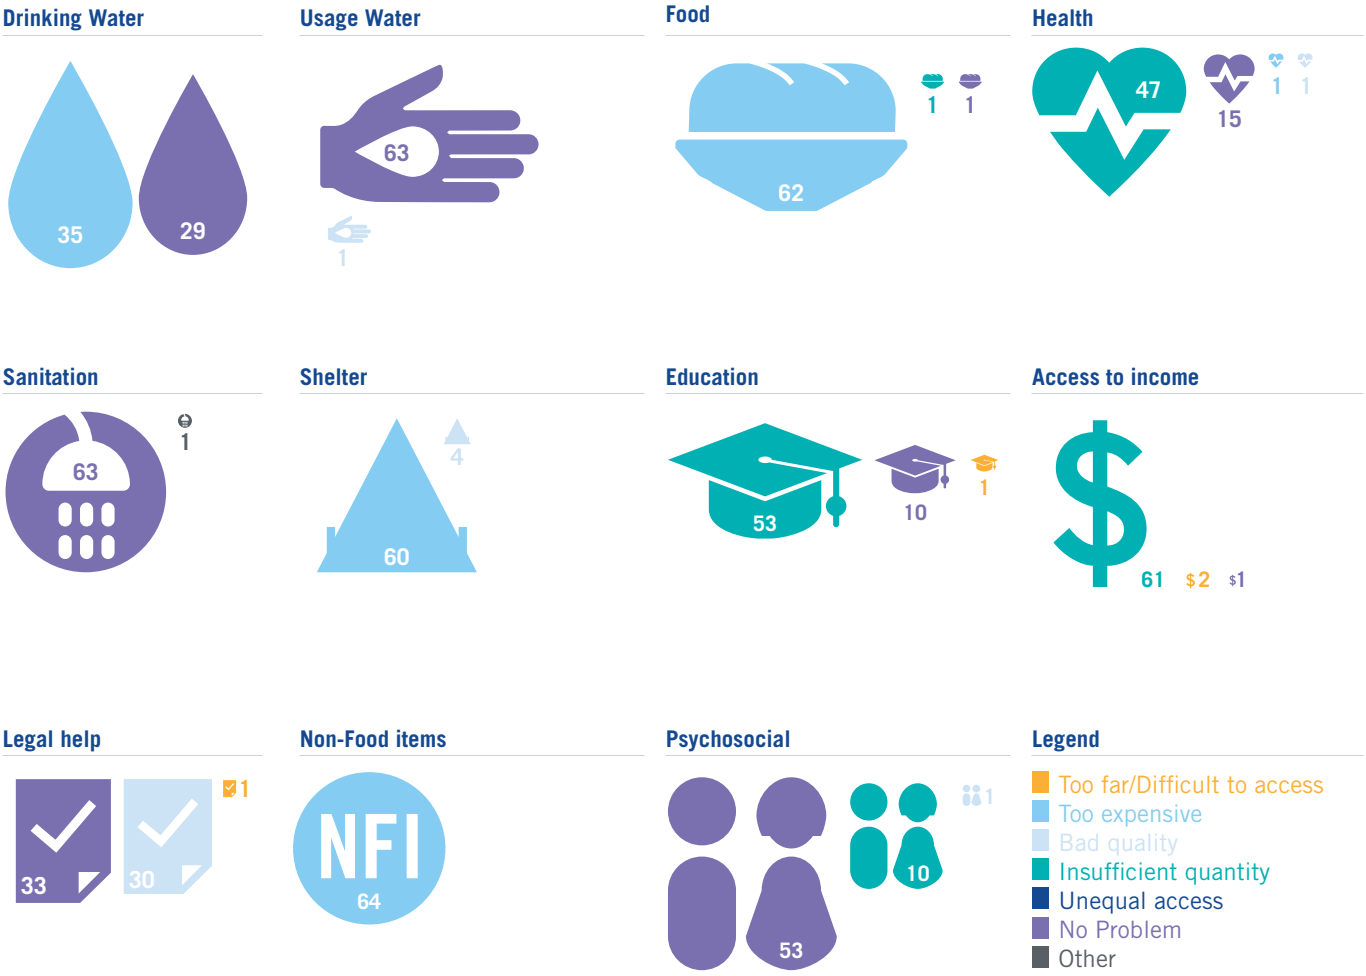 Drinking Water
35
29
Usage Water
63
1
Food
62
1
1
Health
47
15
1
1
Sanitation
63
1
Shelter
60
4
Education
53
10
1
Access to income
61
$ 2
$1
Legal help
33
30
1
Non-Food items
NFI
64
Psychosocial
53
10
1
Legend
Too far/Difficult to access
Too expensive
Bad quality
Insufficient quantity
Unequal access
No Problem
Other